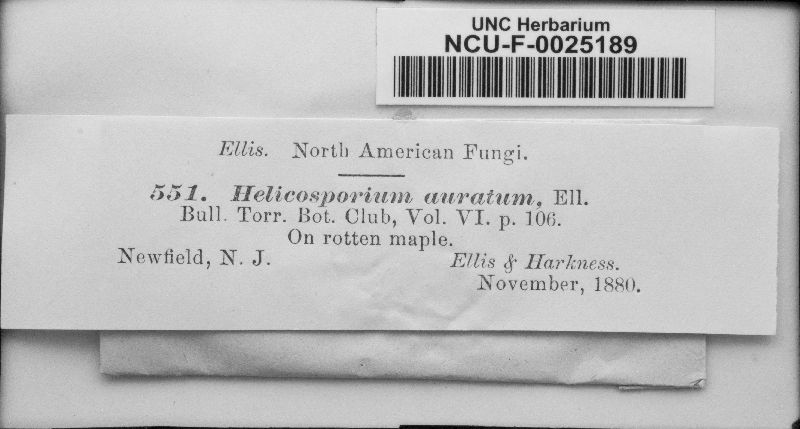 UNC Herbarium
NCU-F-0025189
Ellis. North American Fungi.
551. Helicosporium auratum, Ell.
Bull. Torr. Bot. Club, Vol. VI. p. 106.
On rotten maple.
Newfield, N. J.
Ellis & Harkness.
November, 1880.